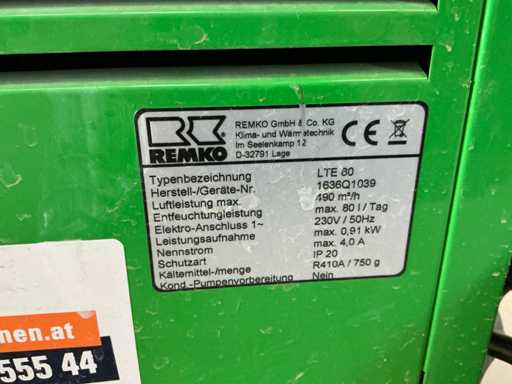 REMKO
REMKO GmbH & Co. KG
Klima- und Wärmetechnik
Im Seelenkamp 12
D-32791 Lage
CE
Typenbezeichnung LTE 80
Herstell-/Geräte-Nr. 1636Q1039
Luftleistung max. 490 m³/h
Entfeuchtungleistung max. 80 l / Tag
Elektro-Anschluss 1~ 230V / 50Hz
Leistungsaufnahme max. 0,91 kW
Nennstrom max. 4,0 A
Schutzart IP 20
Kältemittel/-menge R410A / 750 g
Kond.-Pumpenvorbereitung Nein
nen.at
555 44